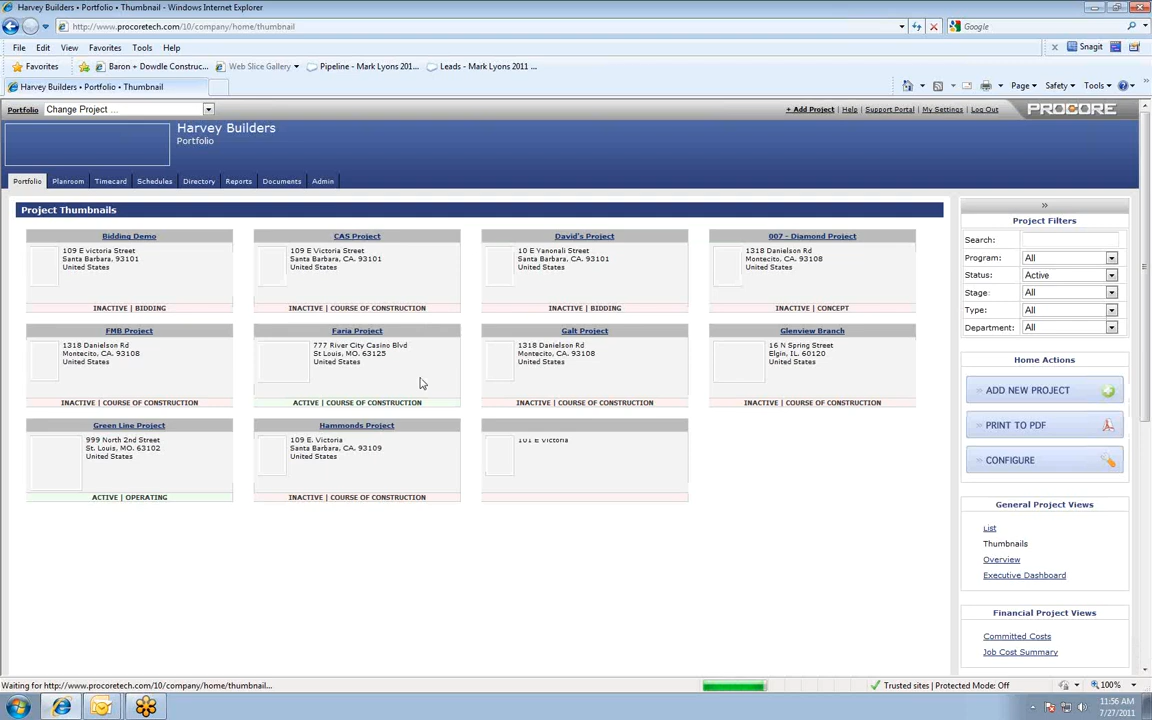 Harvey Builders • Portfolio • Thumbnail - Windows Internet Explorer
http://www.procoretech.com/10/company/home/thumbnail
Google
File Edit View Favorites Tools Help
Snagit
Favorites Baron + Dowdle Construc... Web Slice Gallery Pipeline - Mark Lyons 201... Leads - Mark Lyons 2011 ...
Harvey Builders • Portfolio • Thumbnail
Page Safety Tools
Portfolio Change Project ...
+ Add Project Help Support Portal My Settings Log Out
PROCORE
Harvey Builders
Portfolio
Portfolio Planroom Timecard Schedules Directory Reports Documents Admin
Project Thumbnails
Bidding Demo
109 E victoria Street
Santa Barbara, 93101
United States
INACTIVE | BIDDING
CAS Project
109 E Victoria Street
Santa Barbara, CA. 93101
United States
INACTIVE | COURSE OF CONSTRUCTION
David's Project
10 E Yanonali Street
Santa Barbara, CA. 93101
United States
INACTIVE | BIDDING
007 - Diamond Project
1318 Danielson Rd
Montecito, CA. 93108
United States
INACTIVE | CONCEPT
FMB Project
1318 Danielson Rd
Montecito, CA. 93108
United States
INACTIVE | COURSE OF CONSTRUCTION
Faria Project
777 River City Casino Blvd
St Louis, MO. 63125
United States
ACTIVE | COURSE OF CONSTRUCTION
Galt Project
1318 Danielson Rd
Montecito, CA. 93108
United States
INACTIVE | COURSE OF CONSTRUCTION
Glenview Branch
16 N Spring Street
Elgin, IL. 60120
United States
INACTIVE | COURSE OF CONSTRUCTION
Green Line Project
999 North 2nd Street
St. Louis, MO. 63102
United States
ACTIVE | OPERATING
Hammonds Project
109 E. Victoria
Santa Barbara, CA. 93109
United States
INACTIVE | COURSE OF CONSTRUCTION
101 E Victoria
»
Project Filters
Search:
Program: All
Status: Active
Stage: All
Type: All
Department: All
Home Actions
ADD NEW PROJECT
PRINT TO PDF
CONFIGURE
General Project Views
List
Thumbnails
Overview
Executive Dashboard
Financial Project Views
Committed Costs
Job Cost Summary
Waiting for http://www.procoretech.com/10/company/home/thumbnail...
Trusted sites | Protected Mode: Off
100%
11:56 AM
7/27/2011